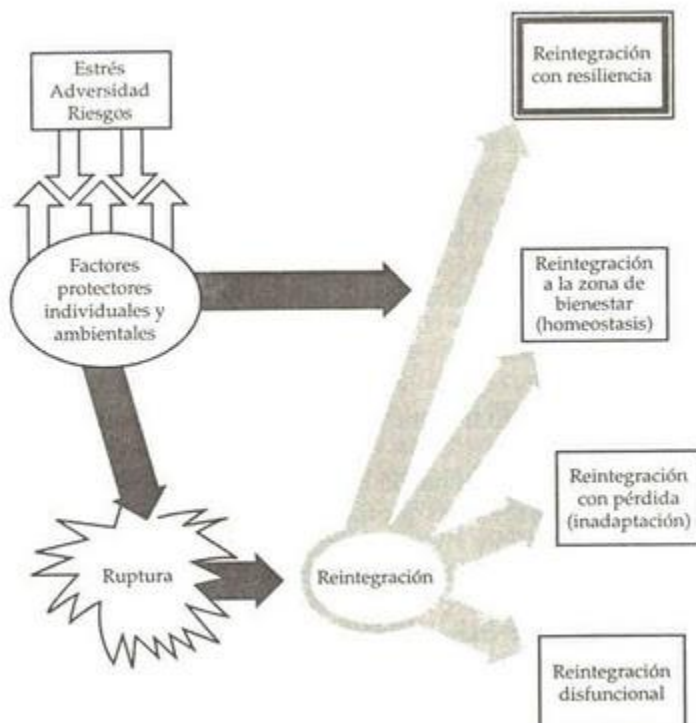 Estrés
Adversidad
Riesgos
Factores
protectores
individuales y
ambientales
Ruptura
Reintegración
Reintegración
con resiliencia
Reintegración
a la zona de
bienestar
(homeostasis)
Reintegración
con pérdida
(inadaptación)
Reintegración
disfuncional